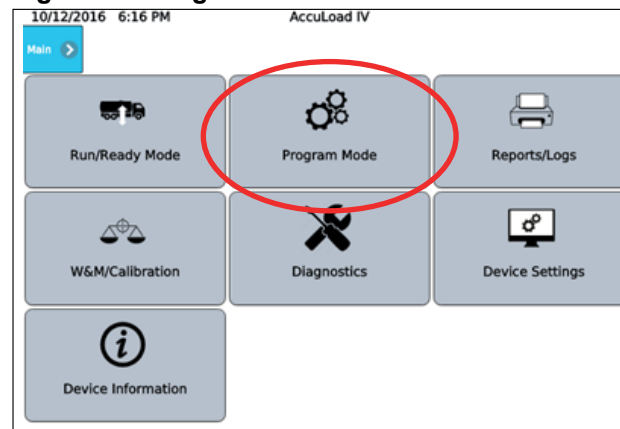 10/12/2016 6:16 PM AccuLoad IV
Main
Run/Ready Mode Program Mode Reports/Logs
W&M/Calibration Diagnostics Device Settings
Device Information